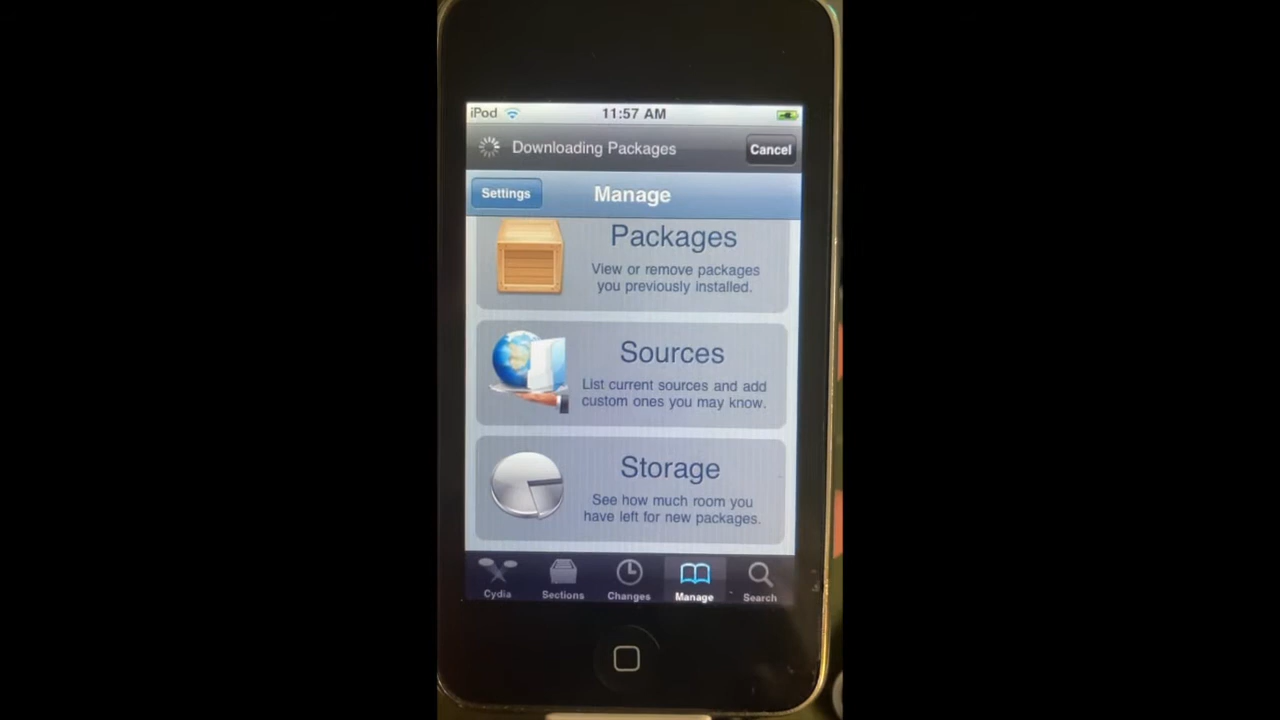 iPod 11:57 AM
Downloading Packages Cancel
Settings Manage
Packages
View or remove packages
you previously installed.
Sources
List current sources and add
custom ones you may know.
Storage
See how much room you
have left for new packages.
Cydia Sections Changes Manage Search